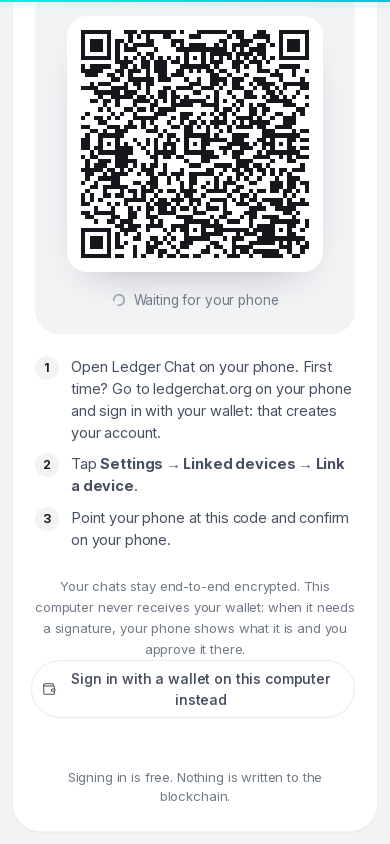 Waiting for your phone
1 Open Ledger Chat on your phone. First
time? Go to ledgerchat.org on your phone
and sign in with your wallet: that creates
your account.
2 Tap Settings → Linked devices → Link
a device.
3 Point your phone at this code and confirm
on your phone.
Your chats stay end-to-end encrypted. This
computer never receives your wallet: when it needs
a signature, your phone shows what it is and you
approve it there.
Sign in with a wallet on this computer
instead
Signing in is free. Nothing is written to the
blockchain.